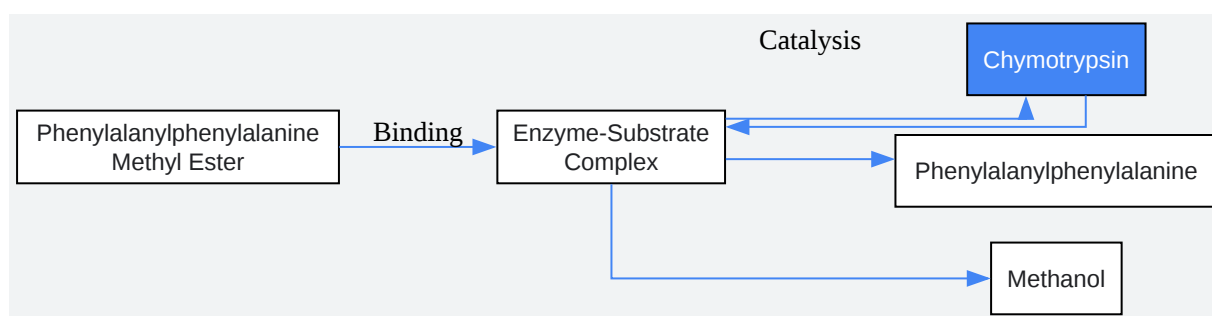 Catalysis
Chymotrypsin
Phenylalanylphenylalanine
Methyl Ester
Binding
Enzyme-Substrate
Complex
Phenylalanylphenylalanine
Methanol